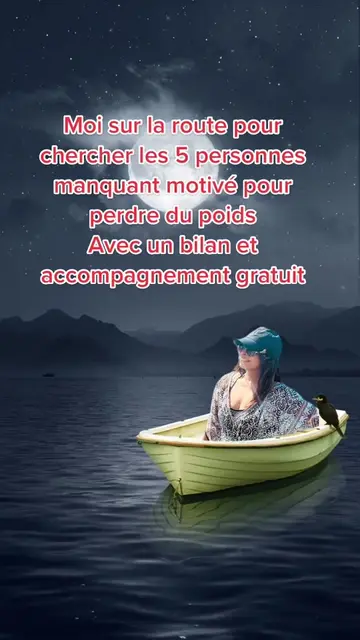 Moi sur la route pour
chercher les 5 personnes
manquant motivé pour
perdre du poids
Avec un bilan et
accompagnement gratuit